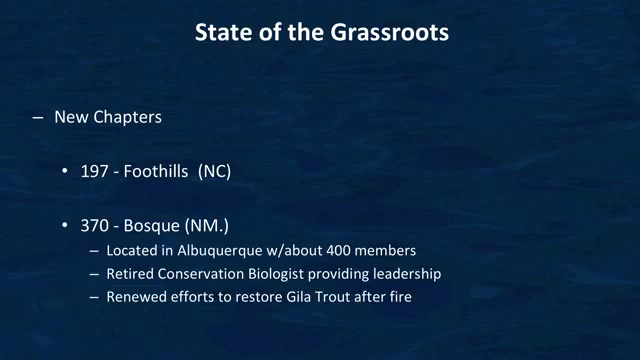 State of the Grassroots
– New Chapters
• 197 - Foothills (NC)
• 370 - Bosque (NM.)
– Located in Albuquerque w/about 400 members
– Retired Conservation Biologist providing leadership
– Renewed efforts to restore Gila Trout after fire